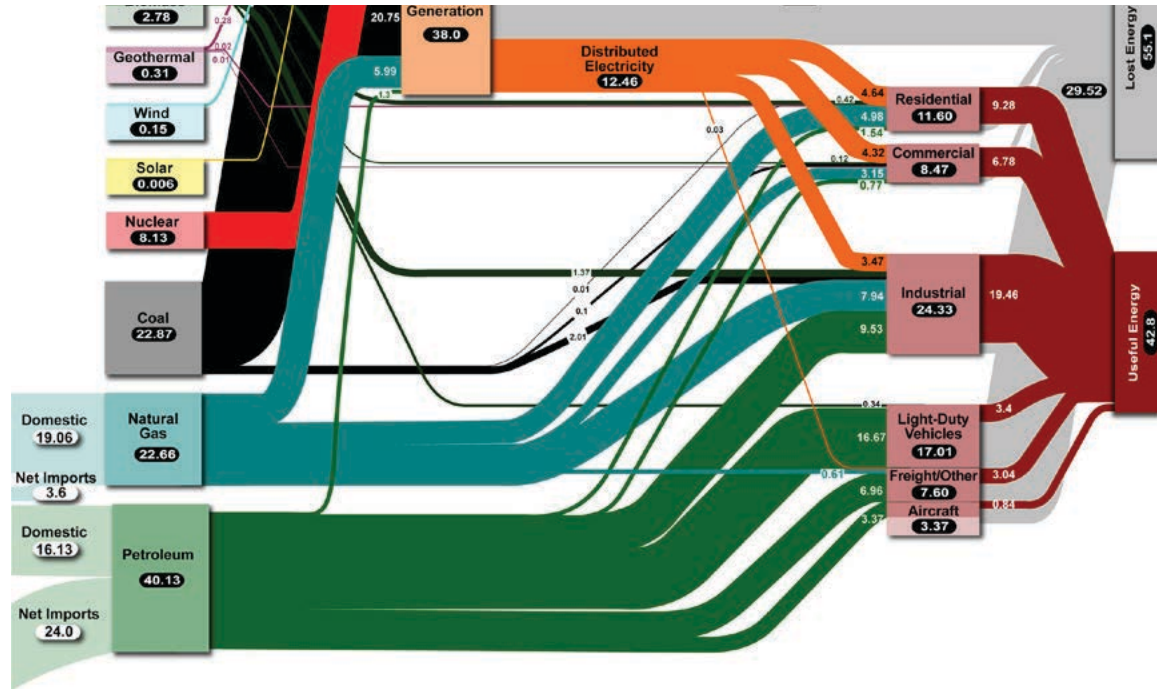 Biomass
2.78
0.28
Geothermal
0.31
0.02
0.01
Wind
0.15
Solar
0.006
Nuclear
8.13
Coal
22.87
Domestic
19.06
Net Imports
3.6
Natural
Gas
22.66
Domestic
16.13
Net Imports
24.0
Petroleum
40.13
20.75
5.99
1.3
Generation
38.0
Distributed
Electricity
12.46
0.03
0.42
0.12
1.37
0.01
0.1
2.01
0.34
0.61
4.64
4.98
1.54
Residential
11.60
9.28
4.32
3.15
0.77
Commercial
8.47
6.78
3.47
7.94
9.53
Industrial
24.33
19.46
16.67
Light-Duty
Vehicles
17.01
3.4
6.96
Freight/Other
7.60
3.04
3.37
Aircraft
3.37
0.84
29.52
Lost Energy
55.1
Useful Energy
42.8